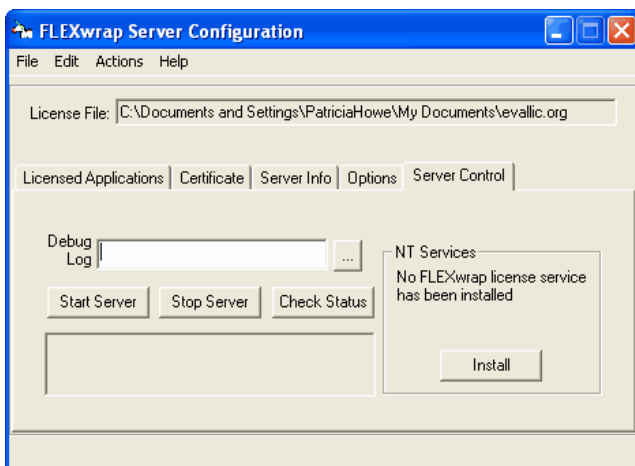 FLEXwrap Server Configuration
File Edit Actions Help
License File: C:\Documents and Settings\PatriciaHowe\My Documents\evallic.org
Licensed Applications Certificate Server Info Options Server Control
Debug
Log
...
Start Server Stop Server Check Status
NT Services
No FLEXwrap license service
has been installed
Install